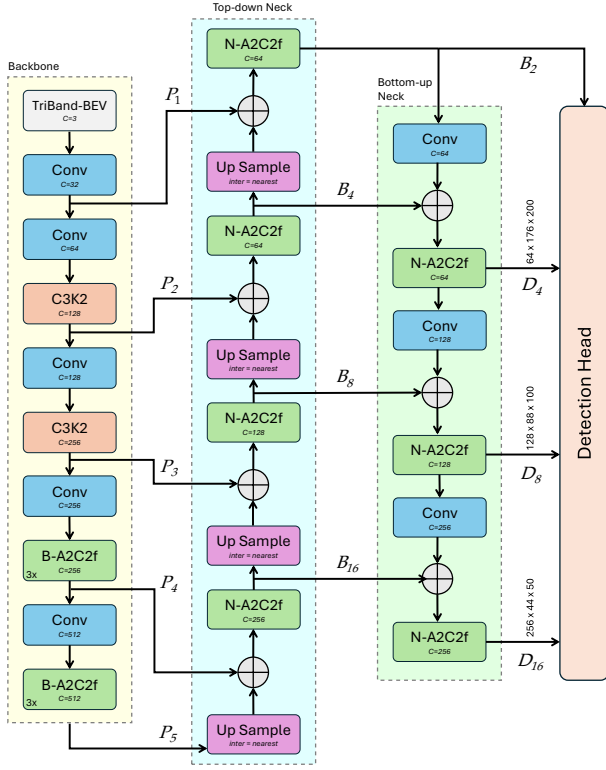 Backbone
TriBand-BEV
C=3
Conv
C=32
Conv
C=64
C3K2
C=128
Conv
C=128
C3K2
C=256
Conv
C=256
B-A2C2f
3x
C=256
Conv
C=512
B-A2C2f
3x
C=512
P1
P2
P3
P4
P5
Top-down Neck
N-A2C2f
C=64
Up Sample
inter = nearest
N-A2C2f
C=64
Up Sample
inter = nearest
N-A2C2f
C=128
Up Sample
inter = nearest
N-A2C2f
C=256
Up Sample
inter = nearest
B2
B4
B8
B16
Bottom-up
Neck
Conv
C=64
N-A2C2f
C=64
Conv
C=128
N-A2C2f
C=128
Conv
C=256
N-A2C2f
C=256
64 x 176 x 200
D4
128 x 88 x 100
D8
256 x 44 x 50
D16
Detection Head